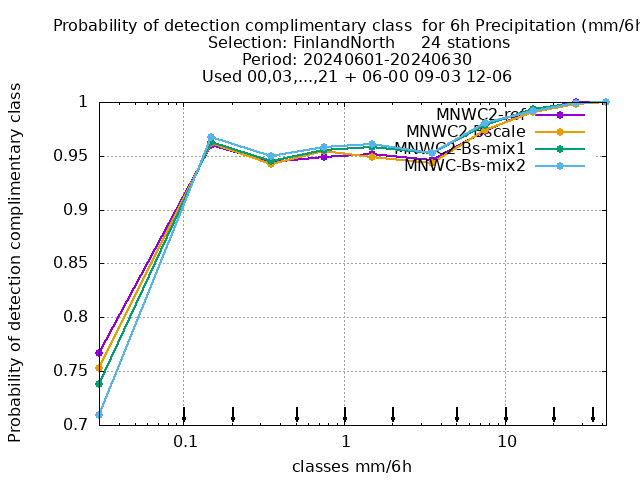 Probability of detection complimentary class  for 6h Precipitation (mm/6h
Selection: FinlandNorth     24 stations
Period: 20240601-20240630
Used 00,03,...,21 + 06-00 09-03 12-06
Probability of detection complimentary class
1
0.95
0.9
0.85
0.8
0.75
0.7
MNWC2-ref
MNWC2-Bscale
MNWC2-Bs-mix1
MNWC-Bs-mix2
0.1
1
10
classes mm/6h